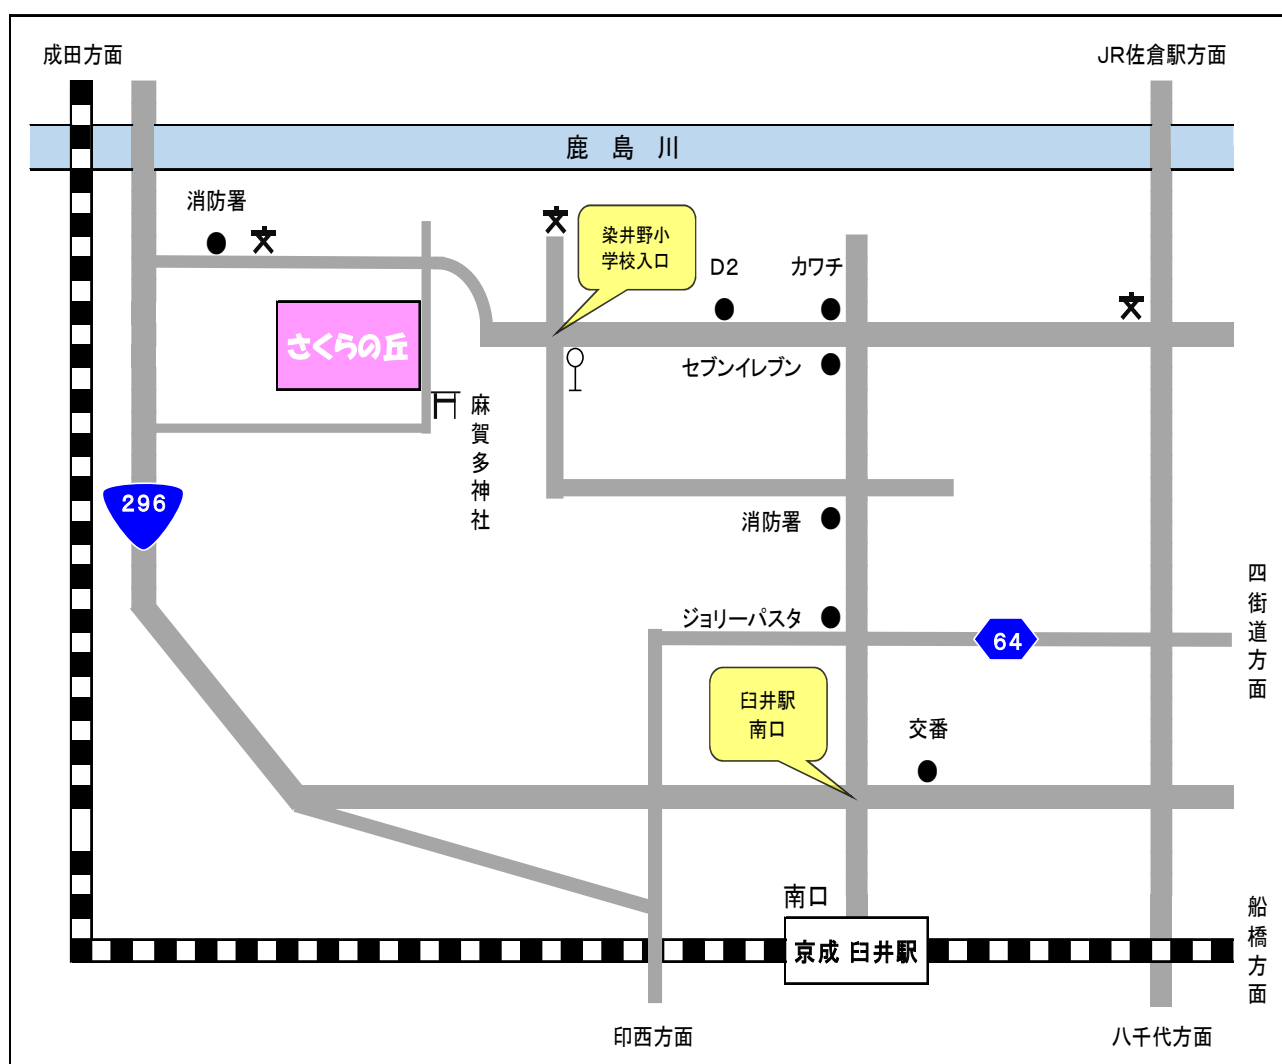 成田方面
JR佐倉駅方面
鹿島川
消防署
染井野小
学校入口
D2
カワチ
さくらの丘
セブンイレブン
麻賀多神社
296
消防署
四街道方面
ジョリーパスタ
64
臼井駅
南口
交番
南口
船橋方面
京成 臼井駅
印西方面
八千代方面